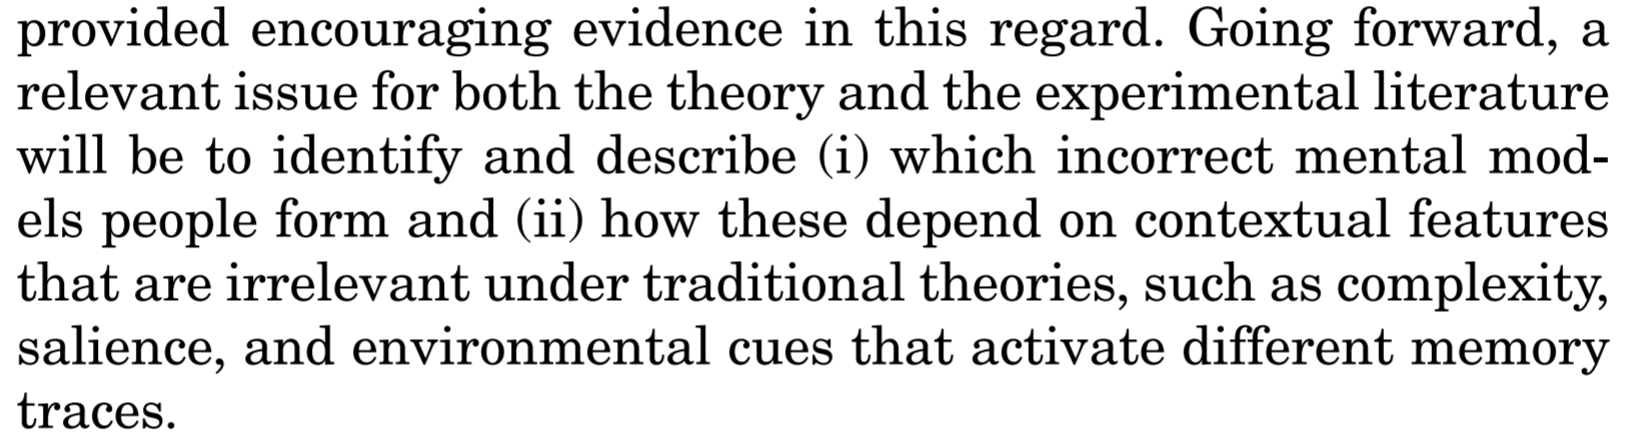 provided encouraging evidence in this regard. Going forward, a
relevant issue for both the theory and the experimental literature
will be to identify and describe (i) which incorrect mental mod-
els people form and (ii) how these depend on contextual features
that are irrelevant under traditional theories, such as complexity,
salience, and environmental cues that activate different memory
traces.